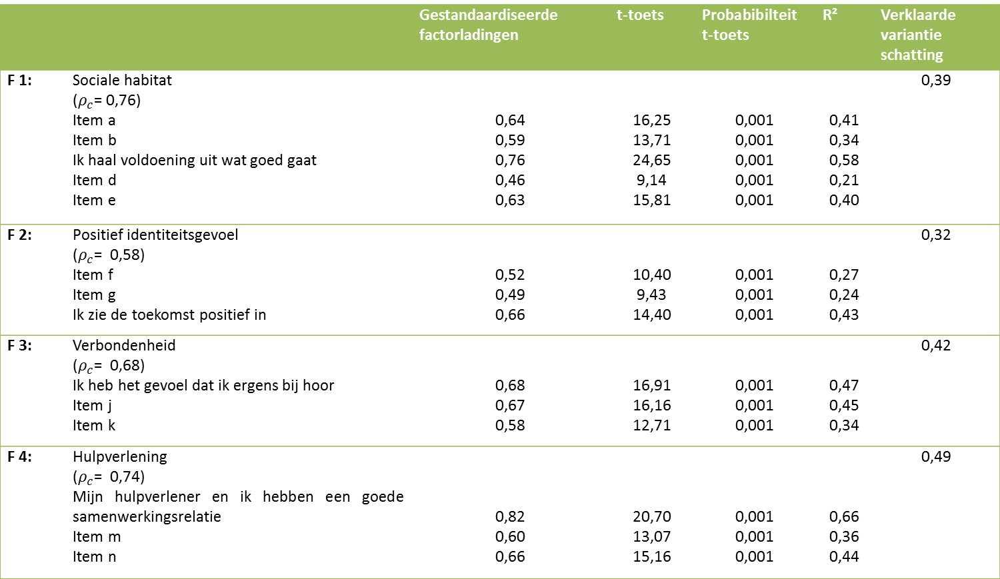 Gestandaardiseerde factorladingen t-toets Probabibilteit t-toets R² Verklaarde variantie schatting
F 1: Sociale habitat 0,39
(ρc= 0,76)
Item a 0,64 16,25 0,001 0,41
Item b 0,59 13,71 0,001 0,34
Ik haal voldoening uit wat goed gaat 0,76 24,65 0,001 0,58
Item d 0,46 9,14 0,001 0,21
Item e 0,63 15,81 0,001 0,40
F 2: Positief identiteitsgevoel 0,32
(ρc= 0,58)
Item f 0,52 10,40 0,001 0,27
Item g 0,49 9,43 0,001 0,24
Ik zie de toekomst positief in 0,66 14,40 0,001 0,43
F 3: Verbondenheid 0,42
(ρc= 0,68)
Ik heb het gevoel dat ik ergens bij hoor 0,68 16,91 0,001 0,47
Item j 0,67 16,16 0,001 0,45
Item k 0,58 12,71 0,001 0,34
F 4: Hulpverlening 0,49
(ρc= 0,74)
Mijn hulpverlener en ik hebben een goede
samenwerkingsrelatie 0,82 20,70 0,001 0,66
Item m 0,60 13,07 0,001 0,36
Item n 0,66 15,16 0,001 0,44